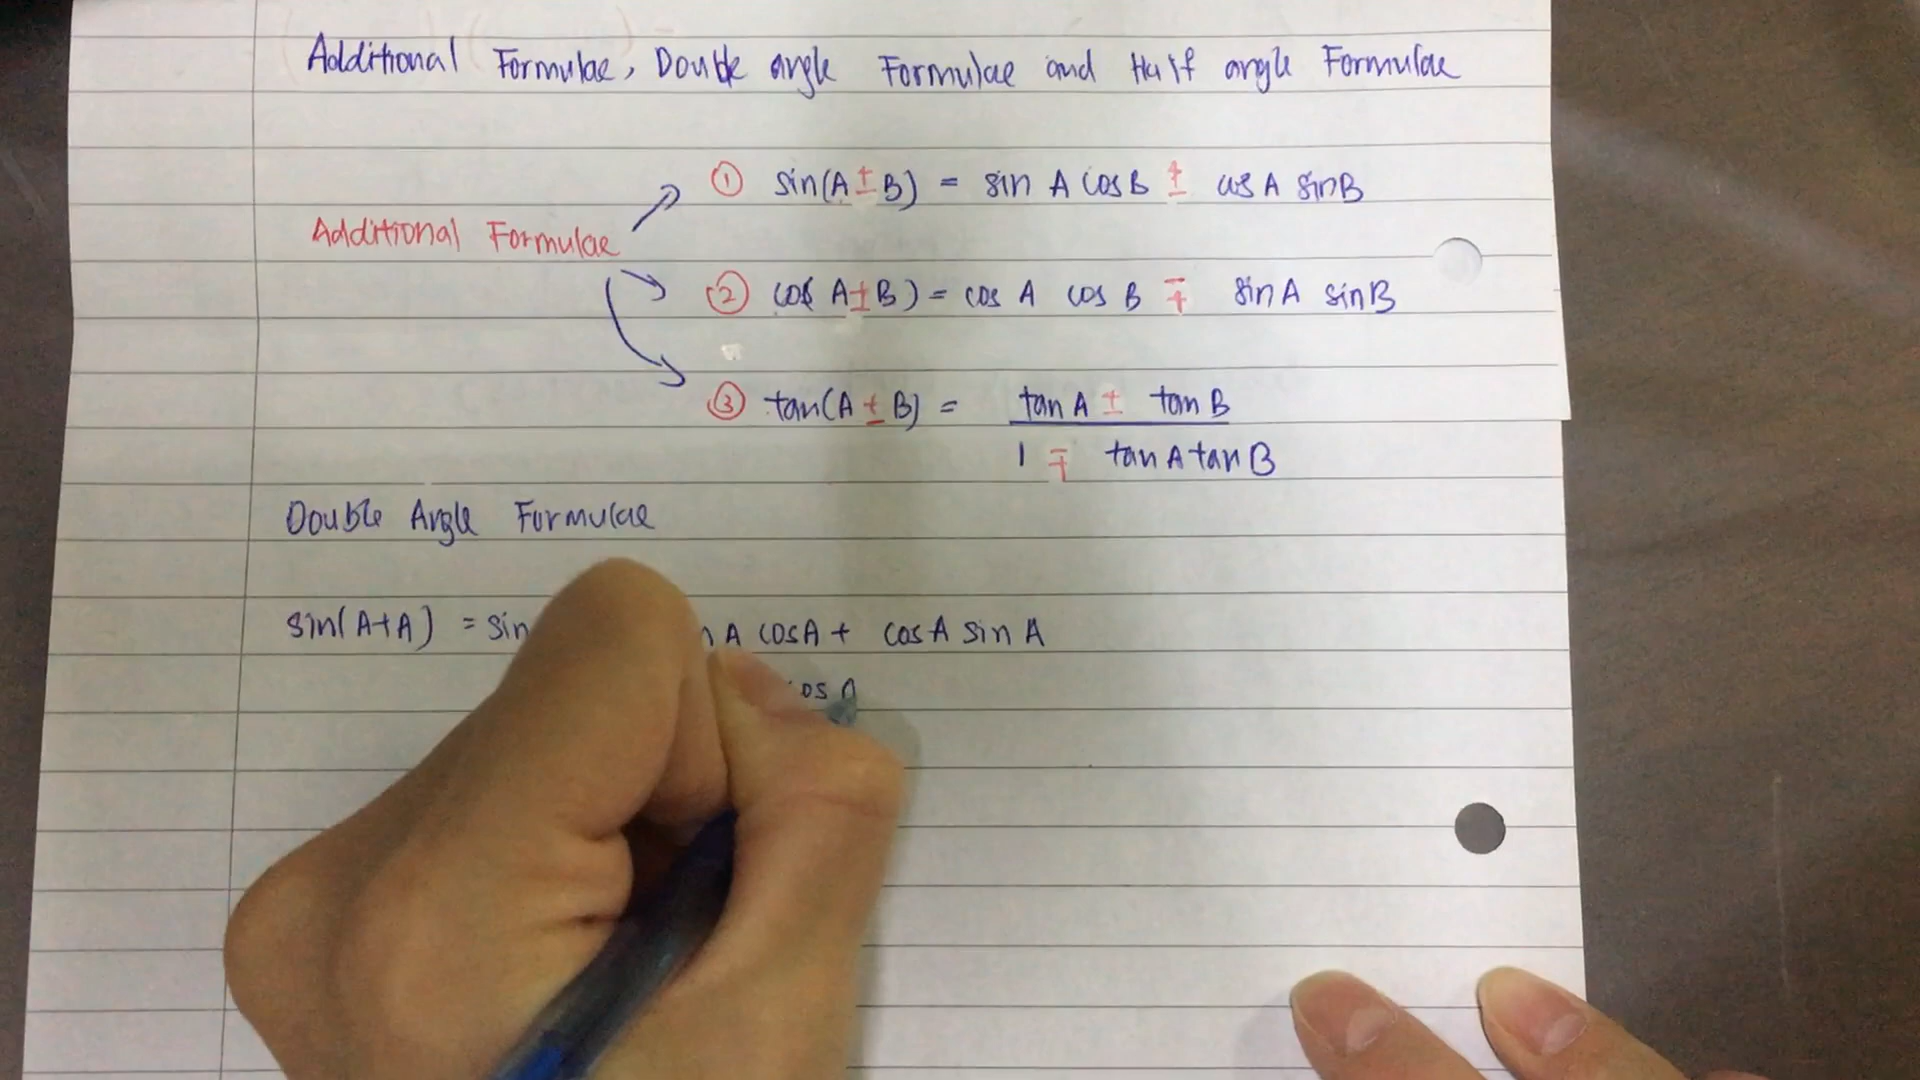 Additional Formulae, Double angle Formulae and Half angle Formulae
① sin(A ± B) = sin A cos B ± cos A sin B
Additional Formulae
② cos( A ± B ) = cos A cos B ∓ sin A sin B
③ tan(A ± B) = tan A ± tan B
1 ∓ tan A tan B
Double Angle Formulae
sin(A+A) = sin A cos A + cos A sin A
os A